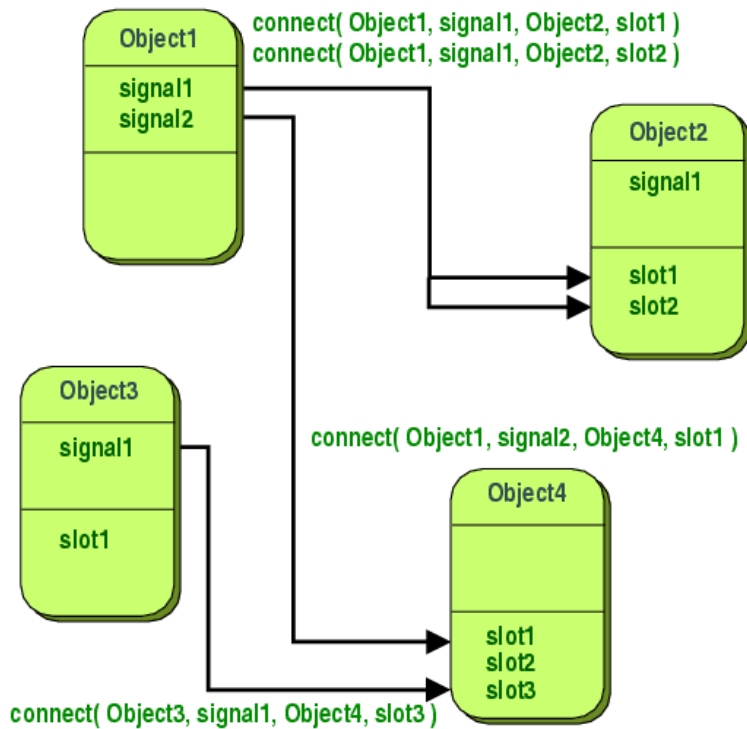 Object1
signal1
signal2
connect( Object1, signal1, Object2, slot1 )
connect( Object1, signal1, Object2, slot2 )
Object2
signal1
slot1
slot2
Object3
signal1
slot1
connect( Object1, signal2, Object4, slot1 )
Object4
slot1
slot2
slot3
connect( Object3, signal1, Object4, slot3 )